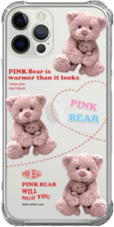 PINK Bear is
warmer than it looks
PINK
BEAR
PINK BEAR
WILL
HUG YOU